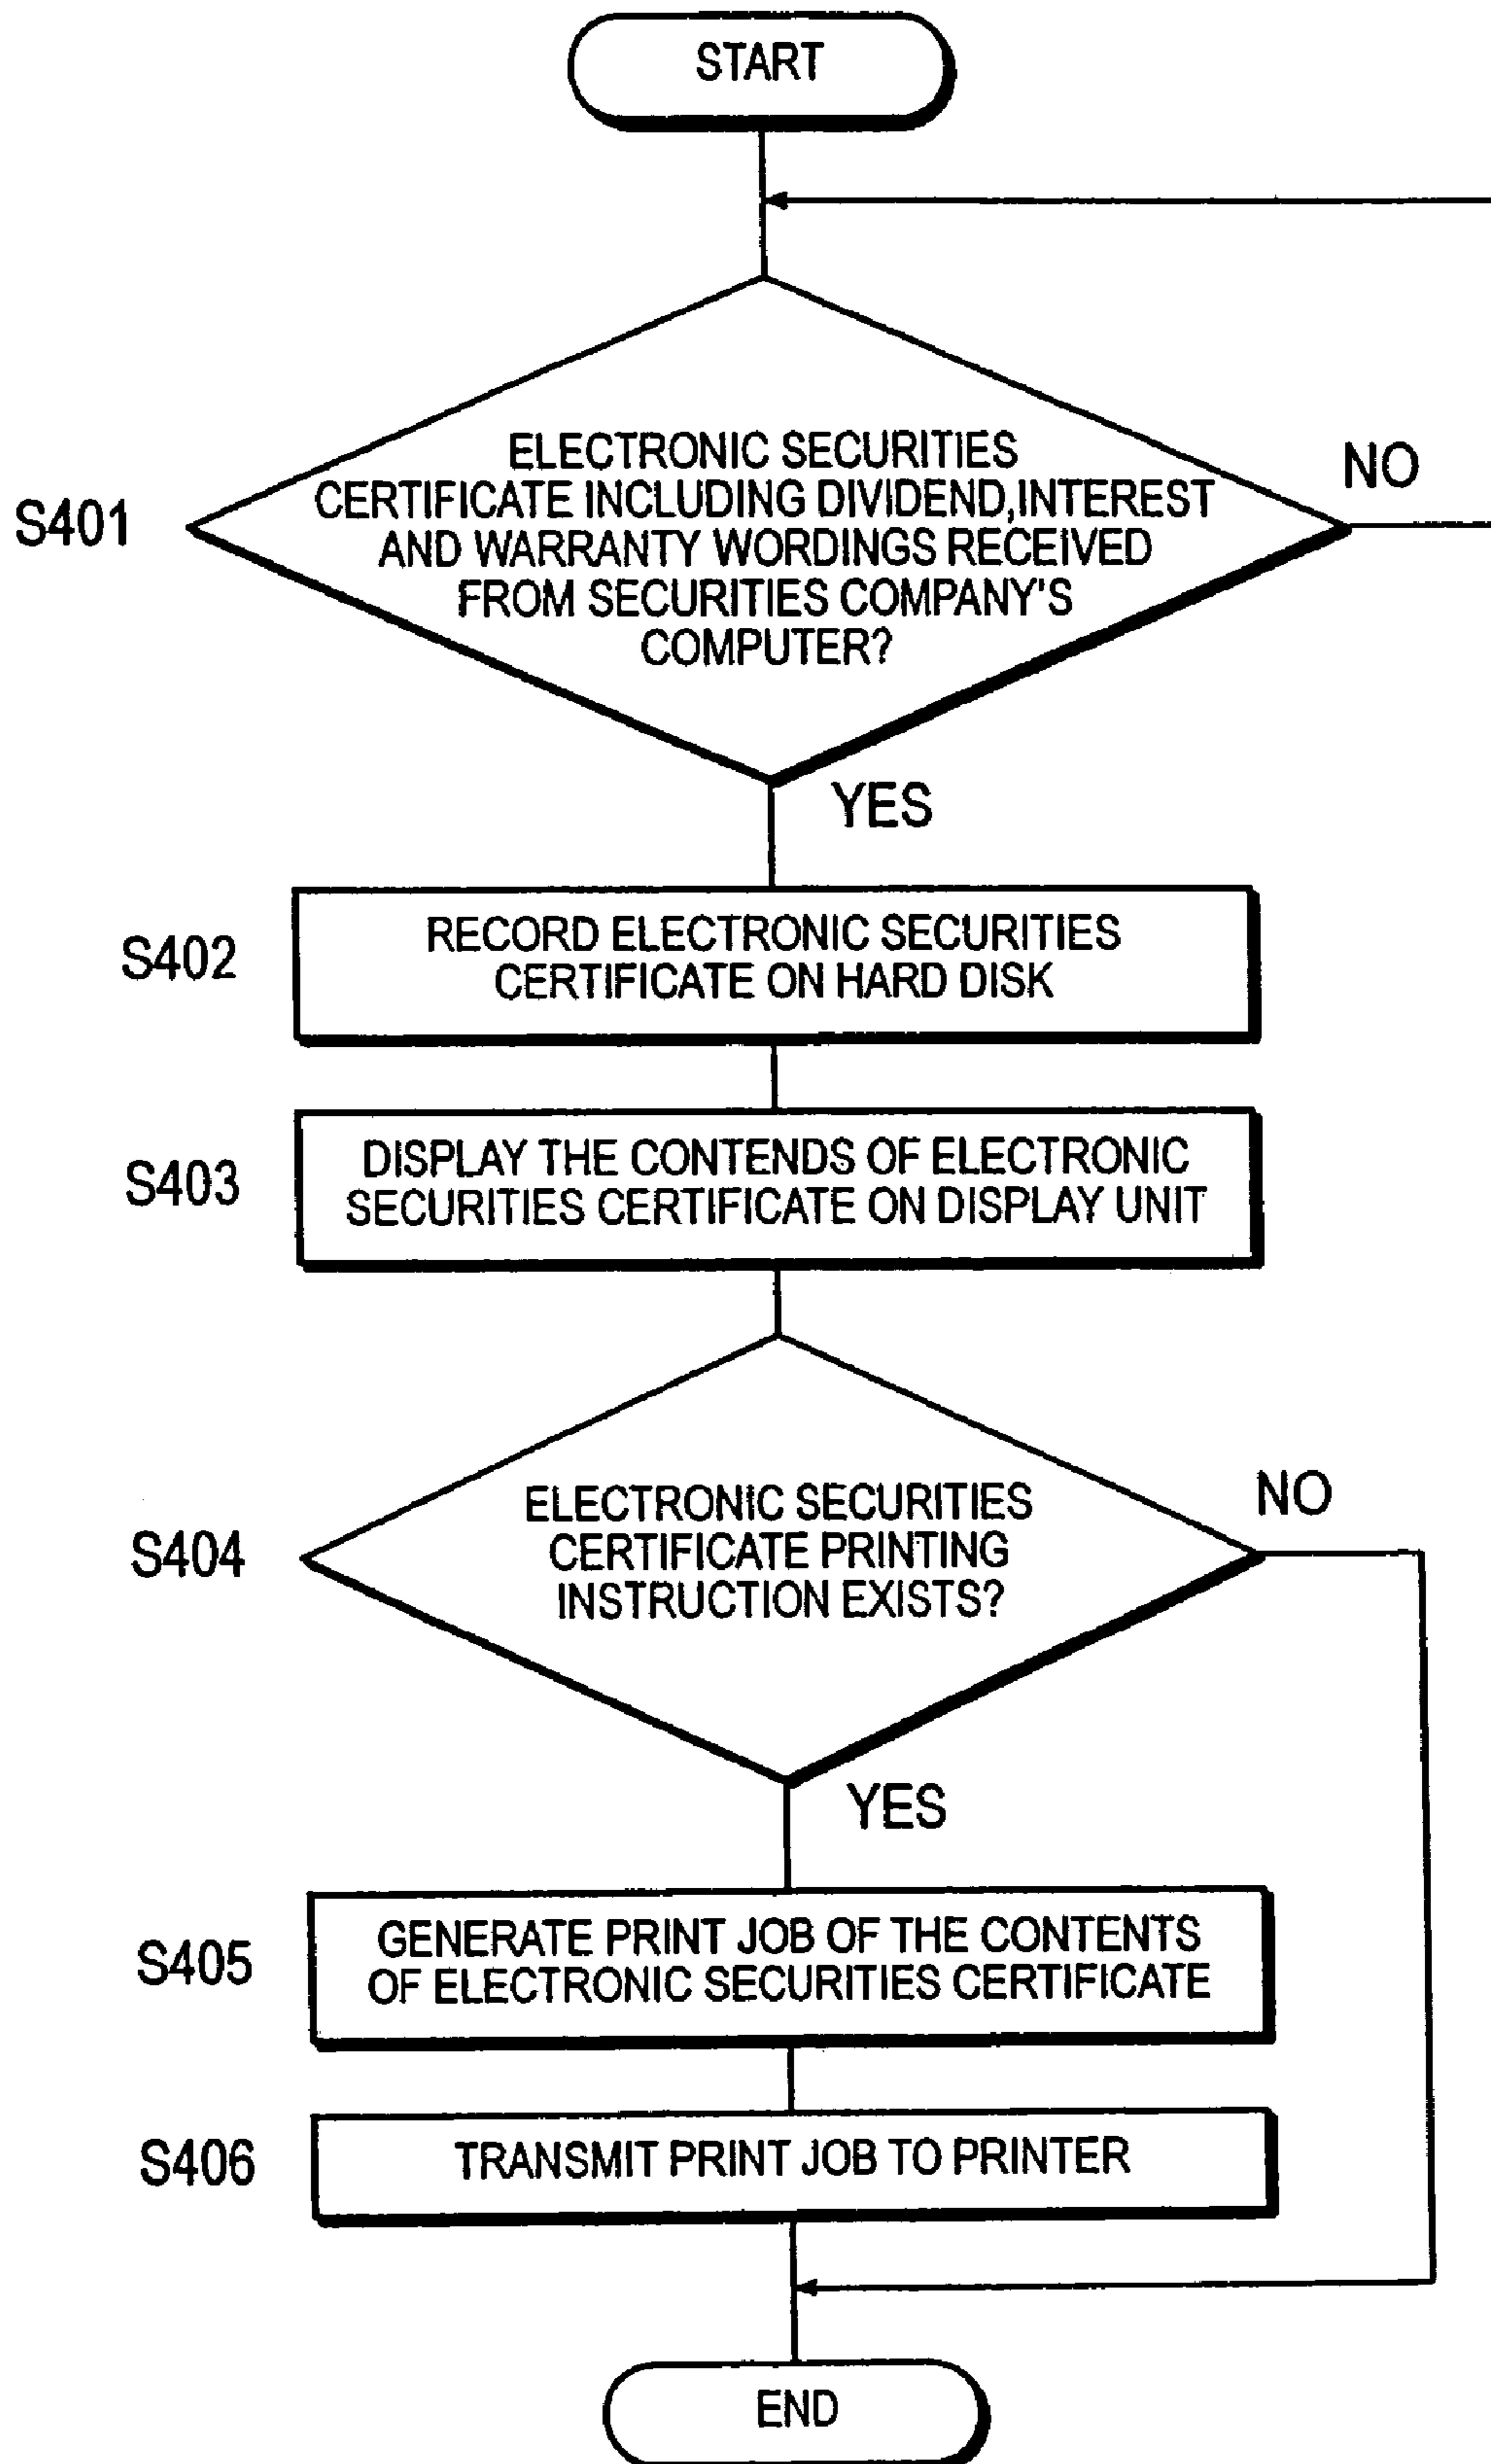 START
ELECTRONIC SECURITIES
CERTIFICATE INCLUDING DIVIDEND, INTEREST
AND WARRANTY WORDINGS RECEIVED
FROM SECURITIES COMPANY'S
COMPUTER?
NO
S401
YES
S402
RECORD ELECTRONIC SECURITIES
CERTIFICATE ON HARD DISK
S403
DISPLAY THE CONTENDS OF ELECTRONIC
SECURITIES CERTIFICATE ON DISPLAY UNIT
S404
ELECTRONIC SECURITIES
CERTIFICATE PRINTING
INSTRUCTION EXISTS?
NO
YES
S405
GENERATE PRINT JOB OF THE CONTENTS
OF ELECTRONIC SECURITIES CERTIFICATE
S406
TRANSMIT PRINT JOB TO PRINTER
END